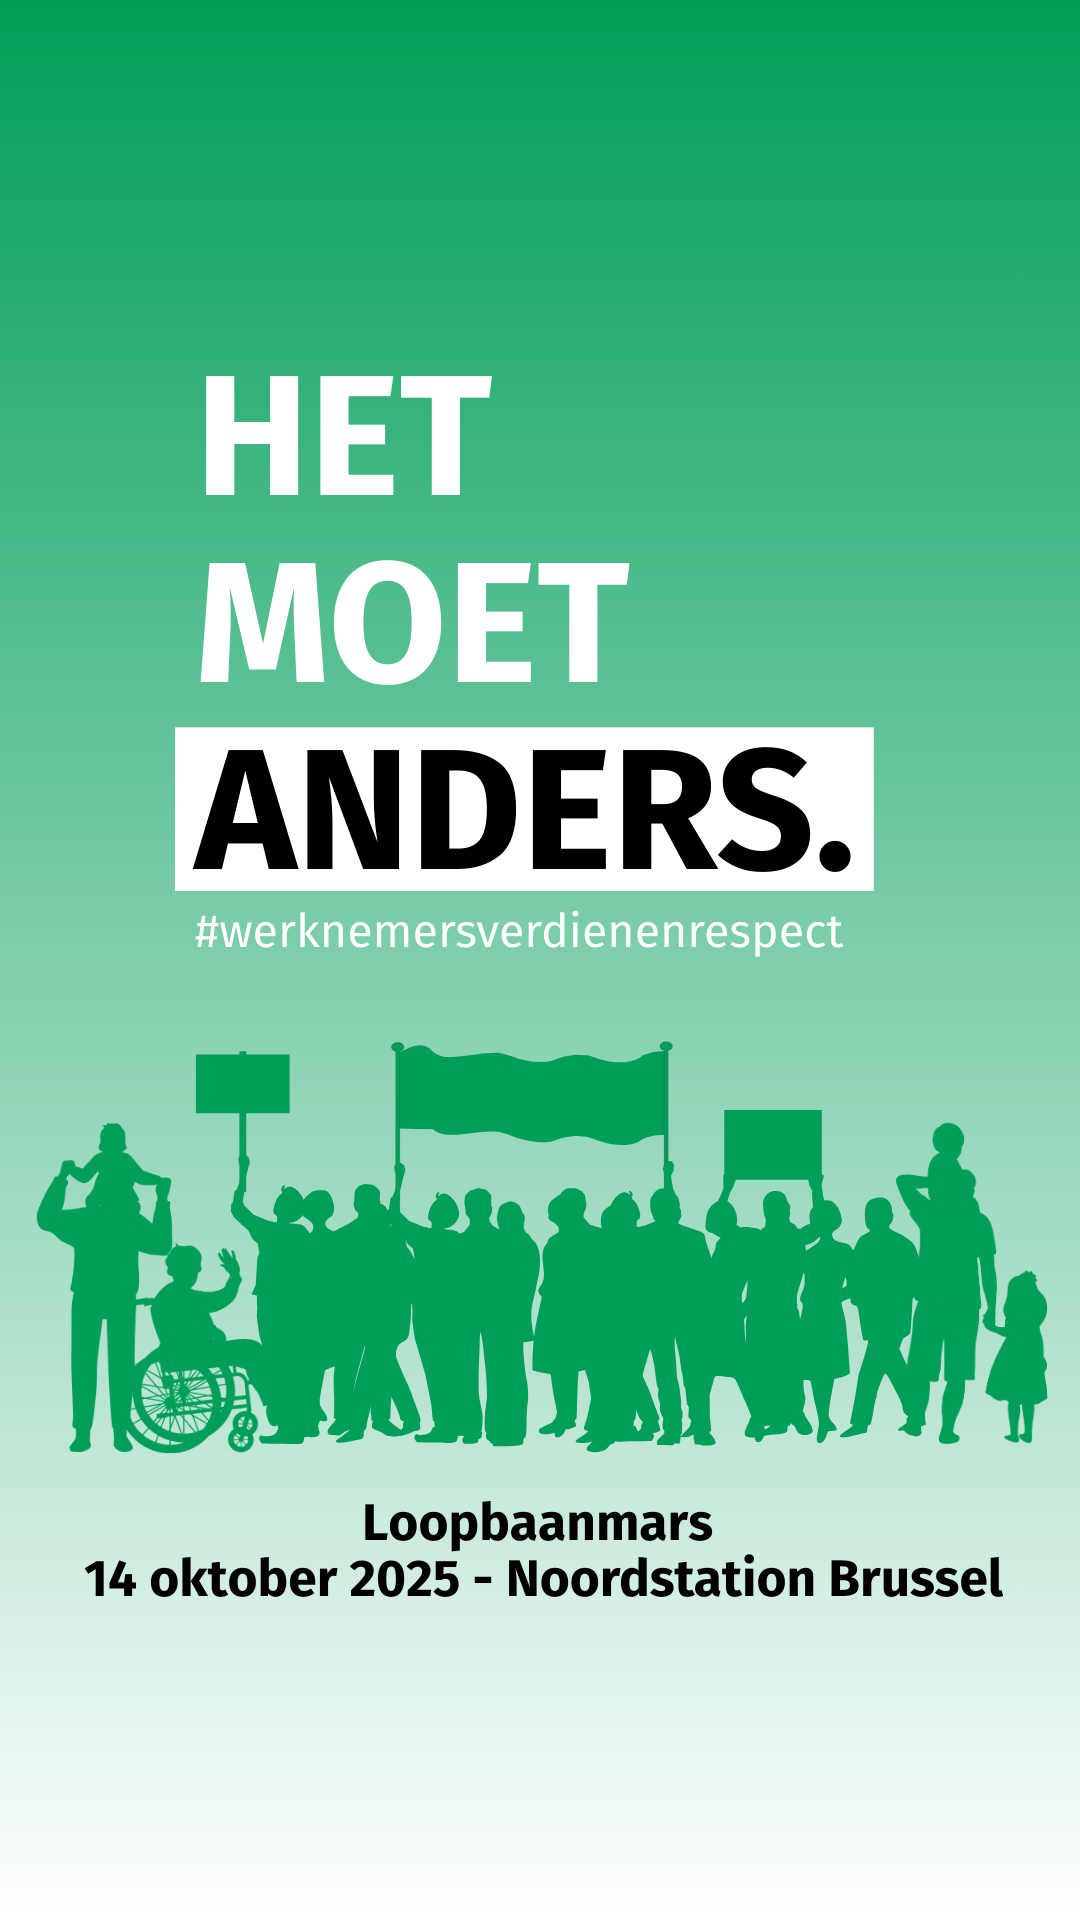 HET
MOET
ANDERS.
#werknemersverdienenrespect
Loopbaanmars
14 oktober 2025 - Noordstation Brussel